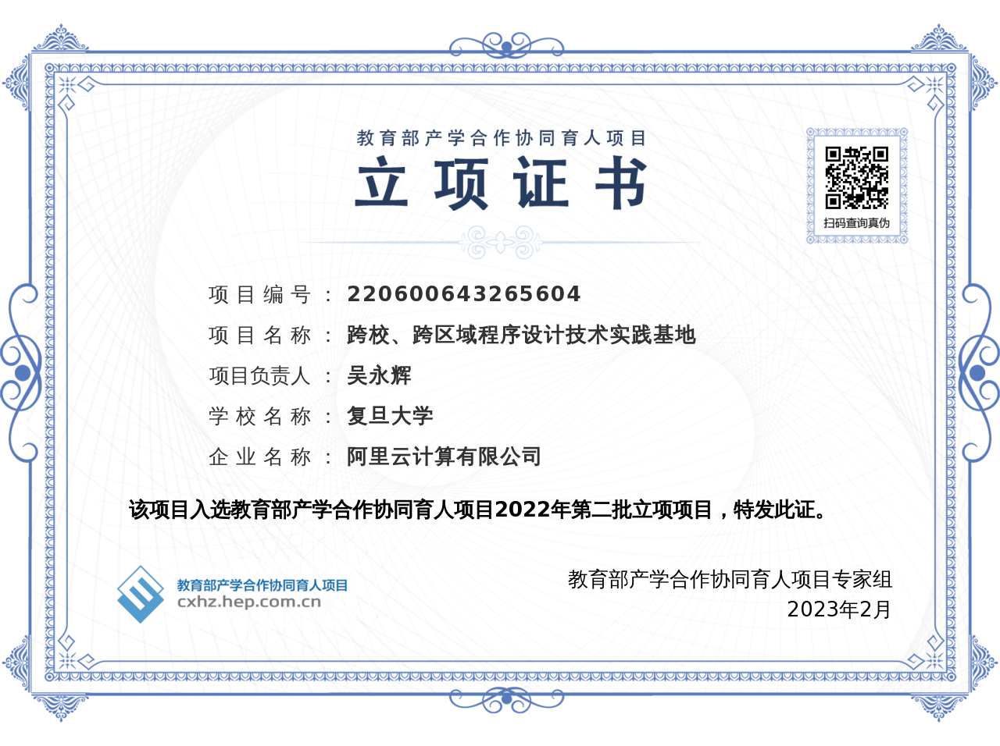 教育部产学合作协同育人项目
立项证书
扫码查询真伪
项目编号：220600643265604
项目名称：跨校、跨区域程序设计技术实践基地
项目负责人：吴永辉
学校名称：复旦大学
企业名称：阿里云计算有限公司
该项目入选教育部产学合作协同育人项目2022年第二批立项项目，特发此证。
教育部产学合作协同育人项目
cxhz.hep.com.cn
教育部产学合作协同育人项目专家组
2023年2月